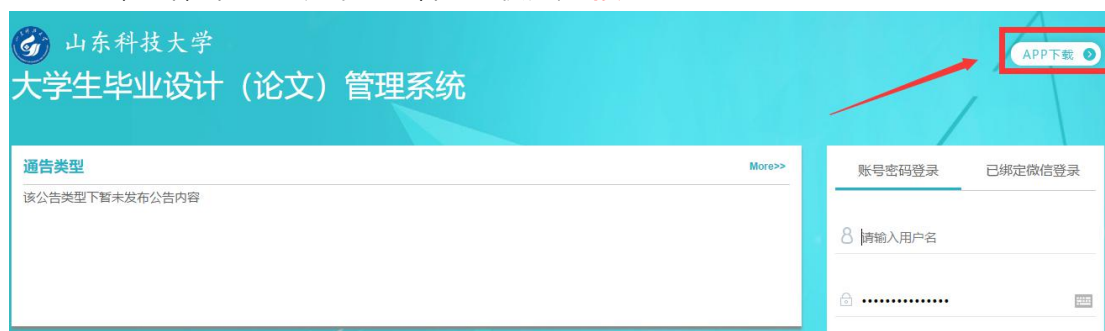 山东科技大学
大学生毕业设计（论文）管理系统
APP下载
通告类型
More>>
该公告类型下暂未发布公告内容
账号密码登录
已绑定微信登录
请输入用户名
•••••••••••••••